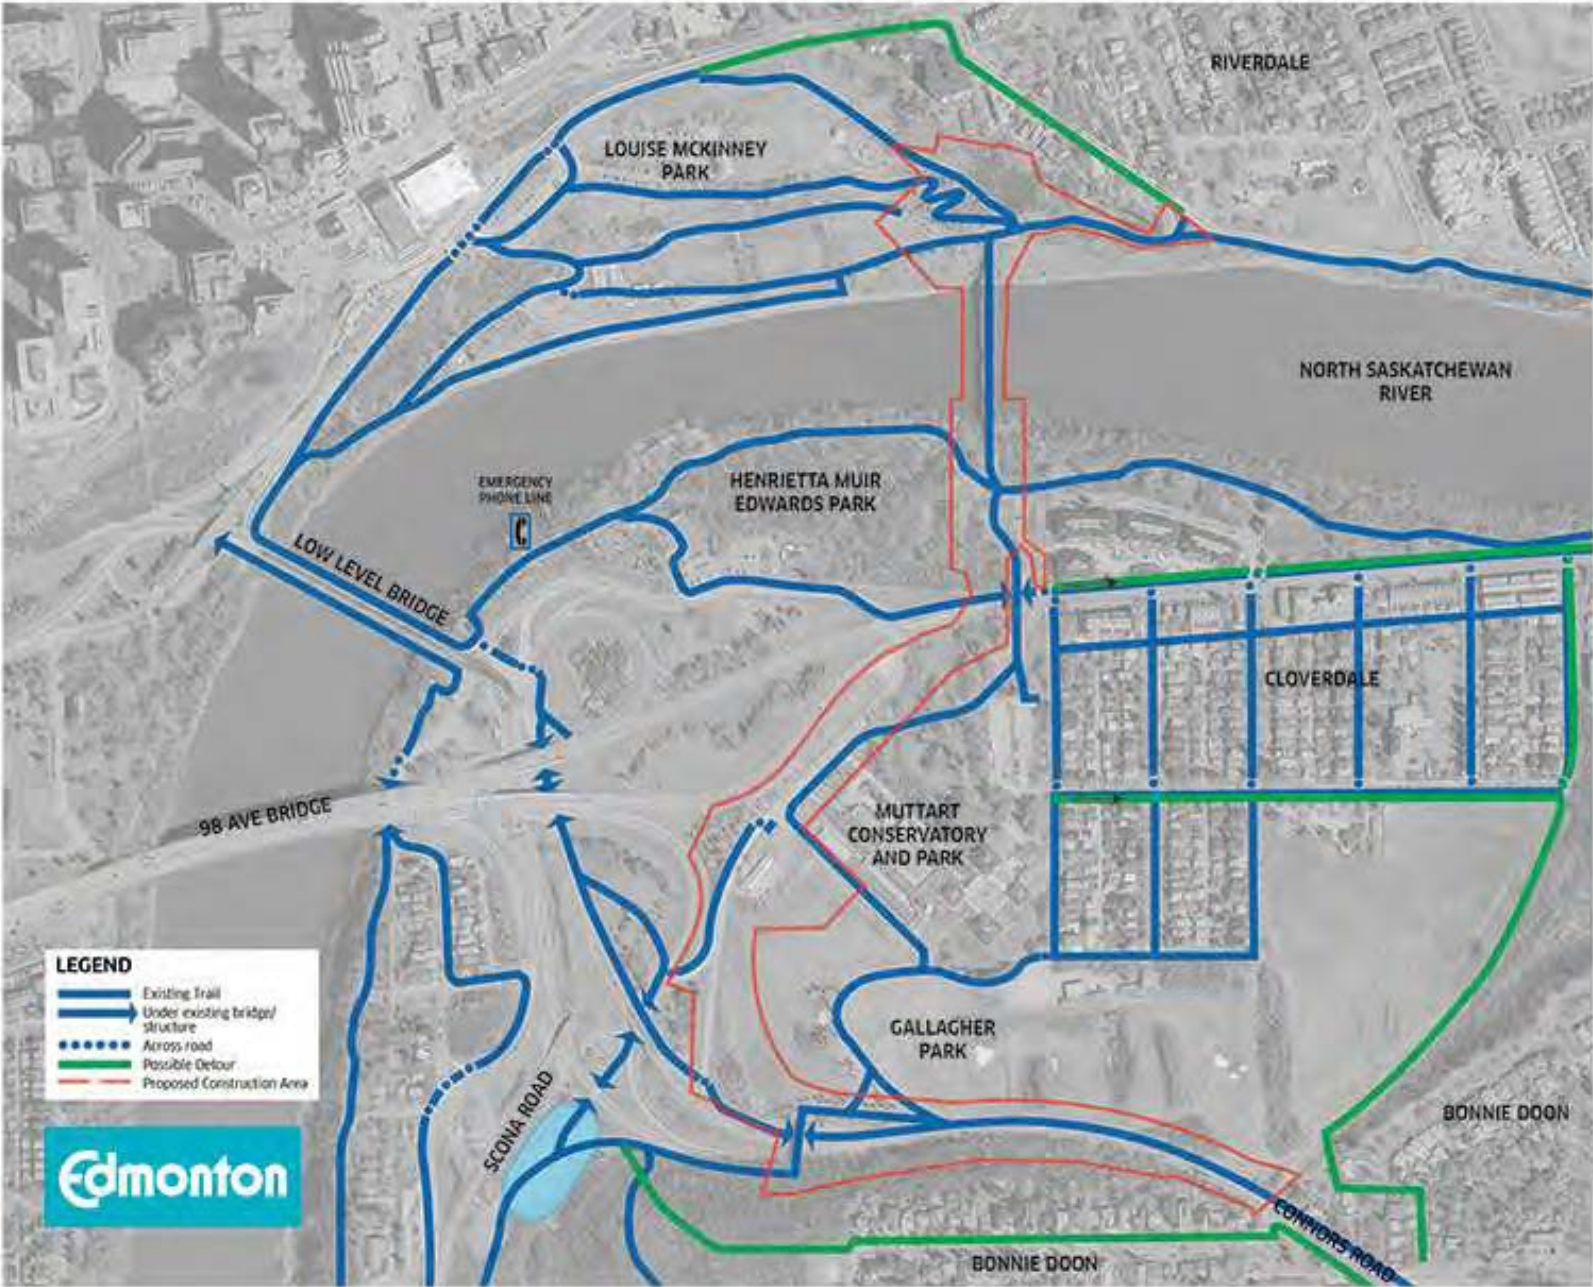 RIVERDALE
LOUISE MCKINNEY
PARK
NORTH SASKATCHEWAN
RIVER
EMERGENCY
PHONE LINE
HENRIETTA MUIR
EDWARDS PARK
LOW LEVEL BRIDGE
CLOVERDALE
98 AVE BRIDGE
MUTTART
CONSERVATORY
AND PARK
LEGEND
Existing Trail
Under existing bridge/
structure
Across road
Possible Detour
Proposed Construction Area
GALLAGHER
PARK
SCONA ROAD
BONNIE DOON
Edmonton
CONNORS ROAD
BONNIE DOON